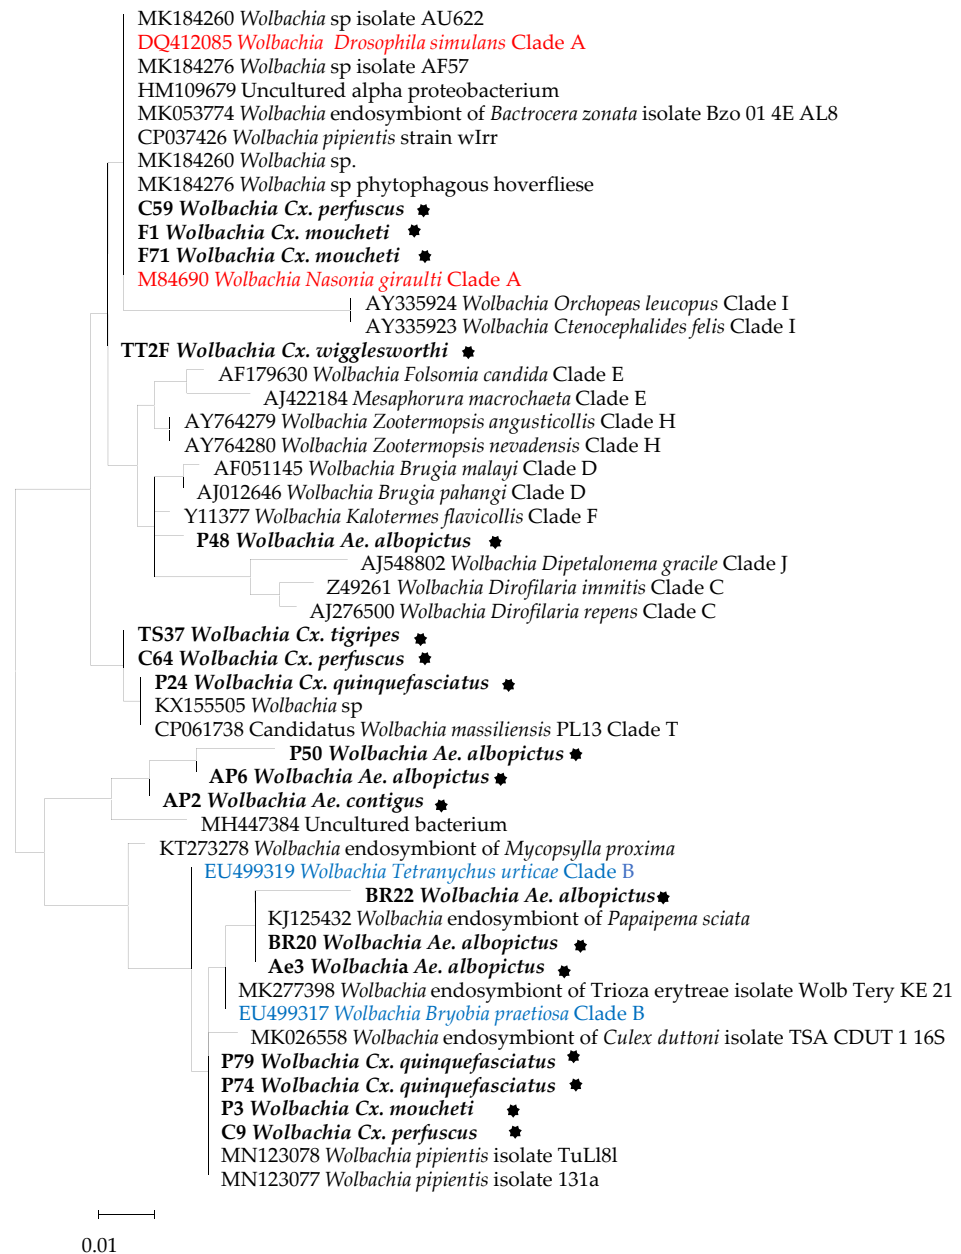 MK184260 Wolbachia sp isolate AU622
DQ412085 Wolbachia Drosophila simulans Clade A
MK184276 Wolbachia sp isolate AF57
HM109679 Uncultured alpha proteobacterium
MK053774 Wolbachia endosymbiont of Bactrocera zonata isolate Bzo 01 4E AL8
CP037426 Wolbachia pipientis strain wIrr
MK184260 Wolbachia sp.
MK184276 Wolbachia sp phytophagous hoverfliese
C59 Wolbachia Cx. perfuscus
F1 Wolbachia Cx. moucheti
F71 Wolbachia Cx. moucheti
M84690 Wolbachia Nasonia giraulti Clade A
AY335924 Wolbachia Orchopeas leucopus Clade I
AY335923 Wolbachia Ctenocephalides felis Clade I
TT2F Wolbachia Cx. wigglesworthi
AF179630 Wolbachia Folsomia candida Clade E
AJ422184 Mesaphorura macrochaeta Clade E
AY764279 Wolbachia Zootermopsis angusticollis Clade H
AY764280 Wolbachia Zootermopsis nevadensis Clade H
AF051145 Wolbachia Brugia malayi Clade D
AJ012646 Wolbachia Brugia pahangi Clade D
Y11377 Wolbachia Kalotermes flavicollis Clade F
P48 Wolbachia Ae. albopictus
AJ548802 Wolbachia Dipetalonema gracile Clade J
Z49261 Wolbachia Dirofilaria immitis Clade C
AJ276500 Wolbachia Dirofilaria repens Clade C
TS37 Wolbachia Cx. tigripes
C64 Wolbachia Cx. perfuscus
P24 Wolbachia Cx. quinquefasciatus
KX155505 Wolbachia sp
CP061738 Candidatus Wolbachia massiliensis PL13 Clade T
P50 Wolbachia Ae. albopictus
AP6 Wolbachia Ae. albopictus
AP2 Wolbachia Ae. contigus
MH447384 Uncultured bacterium
KT273278 Wolbachia endosymbiont of Mycopsylla proxima
EU499319 Wolbachia Tetranychus urticae Clade B
BR22 Wolbachia Ae. albopictus
KJ125432 Wolbachia endosymbiont of Papaipema sciata
BR20 Wolbachia Ae. albopictus
Ae3 Wolbachia Ae. albopictus
MK277398 Wolbachia endosymbiont of Trioza erytreae isolate Wolb Tery KE 21
EU499317 Wolbachia Bryobia praetiosa Clade B
MK026558 Wolbachia endosymbiont of Culex duttoni isolate TSA CDUT 1 16S
P79 Wolbachia Cx. quinquefasciatus
P74 Wolbachia Cx. quinquefasciatus
P3 Wolbachia Cx. moucheti
C9 Wolbachia Cx. perfuscus
MN123078 Wolbachia pipientis isolate TuLl8l
MN123077 Wolbachia pipientis isolate 131a
0.01